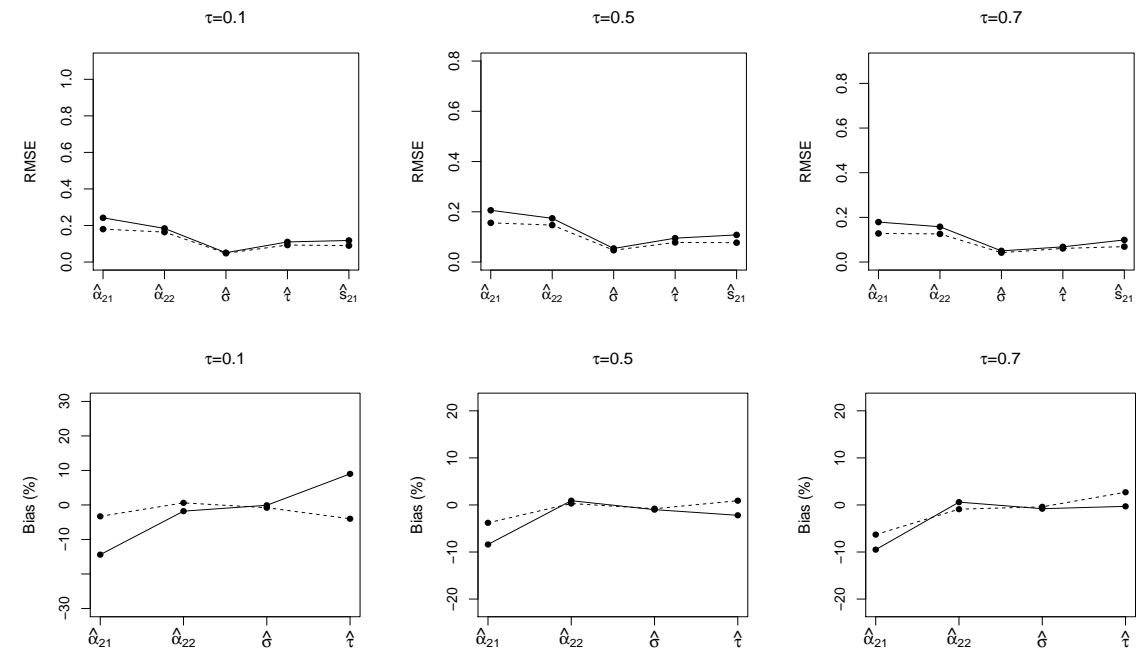 τ=0.1
RMSE
0.0 0.2 0.4 0.6 0.8 1.0
α̂₂₁ α̂₂₂ σ̂ τ̂ ŝ₂₁
τ=0.5
RMSE
0.0 0.2 0.4 0.6 0.8
α̂₂₁ α̂₂₂ σ̂ τ̂ ŝ₂₁
τ=0.7
RMSE
0.0 0.2 0.4 0.6 0.8
α̂₂₁ α̂₂₂ σ̂ τ̂ ŝ₂₁
τ=0.1
Bias (%)
−30 −10 0 10 20 30
α̂₂₁ α̂₂₂ σ̂ τ̂
τ=0.5
Bias (%)
−20 −10 0 10 20
α̂₂₁ α̂₂₂ σ̂ τ̂
τ=0.7
Bias (%)
−20 −10 0 10 20
α̂₂₁ α̂₂₂ σ̂ τ̂